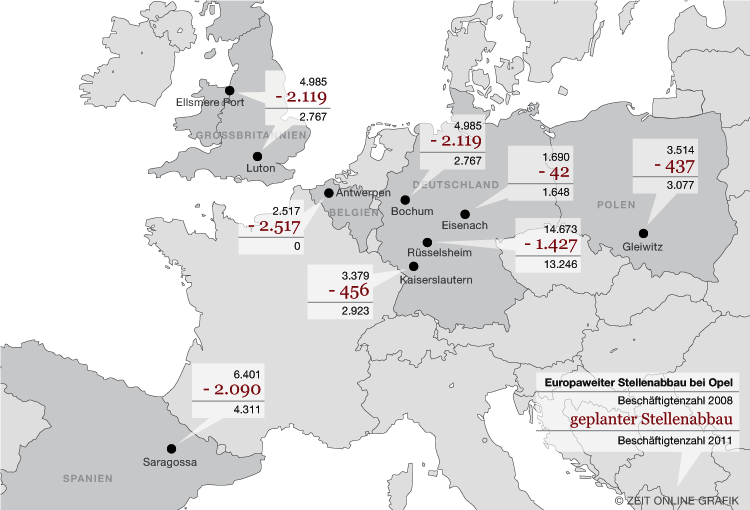 4.985
- 2.119
2.767
Ellsmere Port
GROSSBRITANNIEN
Luton
4.985
- 2.119
2.767
1.690
- 42
1.648
3.514
- 437
3.077
DEUTSCHLAND
Antwerpen
BELGIEN
Bochum
Eisenach
POLEN
2.517
- 2.517
0
14.673
- 1.427
13.246
Gleiwitz
Rüsselsheim
Kaiserslautern
3.379
- 456
2.923
6.401
- 2.090
4.311
Saragossa
SPANIEN
Europaweiter Stellenabbau bei Opel
Beschäftigtenzahl 2008
geplanter Stellenabbau
Beschäftigtenzahl 2011
© ZEIT ONLINE GRAFIK